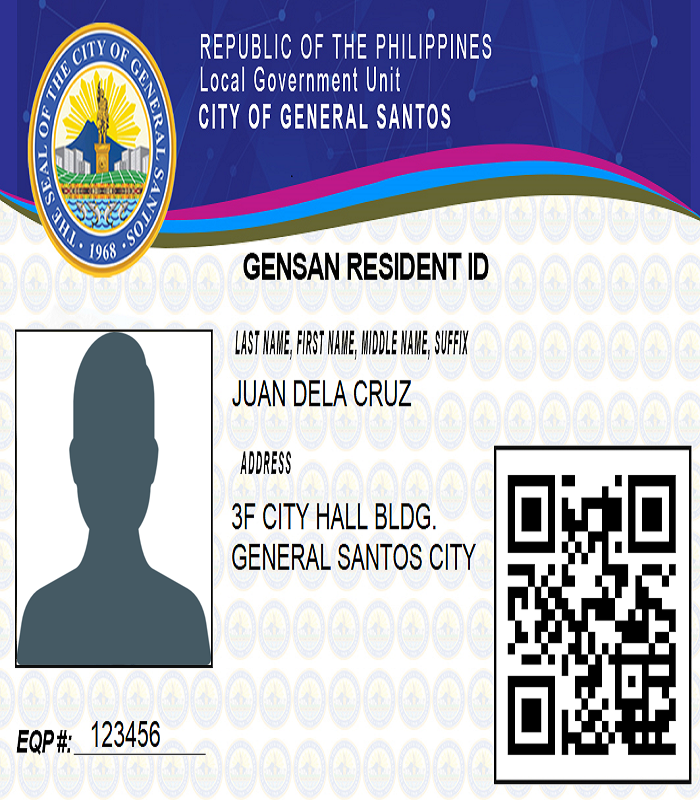 REPUBLIC OF THE PHILIPPINES
Local Government Unit
CITY OF GENERAL SANTOS
THE SEAL OF THE CITY OF GENERAL SANTOS
· 1968 ·
GENSAN RESIDENT ID
LAST NAME, FIRST NAME, MIDDLE NAME, SUFFIX
JUAN DELA CRUZ
ADDRESS
3F CITY HALL BLDG.
GENERAL SANTOS CITY
EQP #: 123456